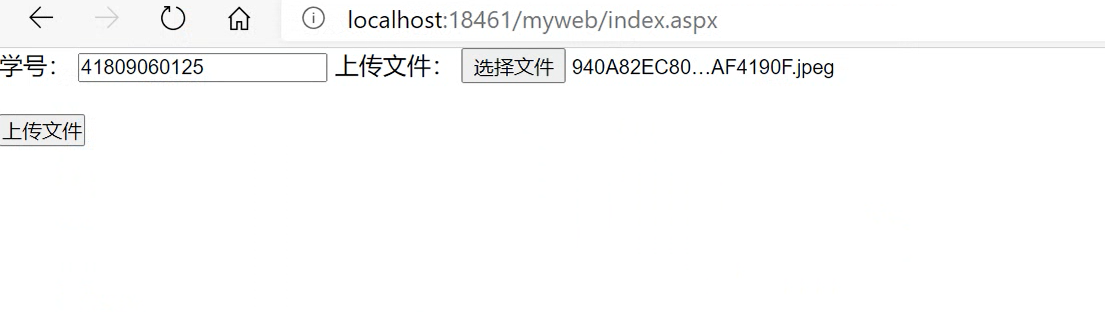 localhost:18461/myweb/index.aspx
学号： 41809060125 上传文件： 选择文件 940A82EC80...AF4190F.jpeg
上传文件